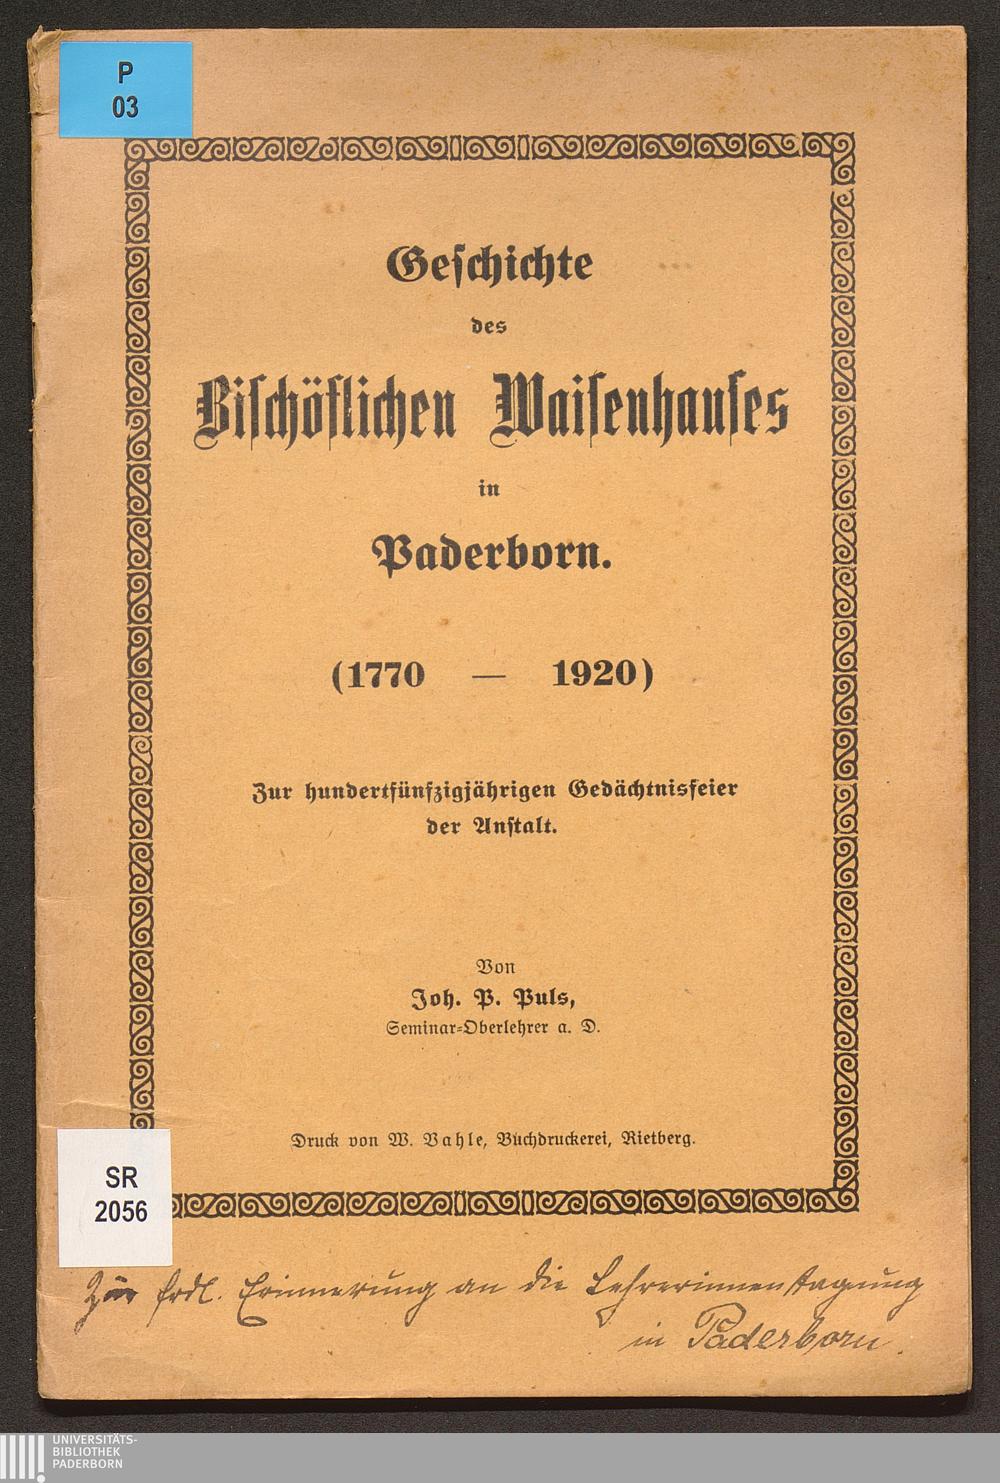 P
03
Geschichte
des
Bischöflichen Waisenhauses
in
Paderborn.
(1770 — 1920)
Zur hundertfünfzigjährigen Gedächtnisfeier
der Anstalt.
Von
Joh. P. Puls,
Seminar-Oberlehrer a. D.
Druck von W. Vahle, Buchdruckerei, Rietberg.
SR
2056
Zur frdl. Erinnerung an die Lehrerinnentagung
in Paderborn.
UNIVERSITÄTS-
BIBLIOTHEK
PADERBORN